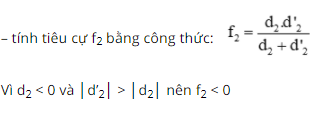 – tính tiêu cự f₂ bằng công thức: f₂ = d₂.d'₂ / d₂ + d'₂
Vì d₂ < 0 và |d'₂| > |d₂| nên f₂ < 0